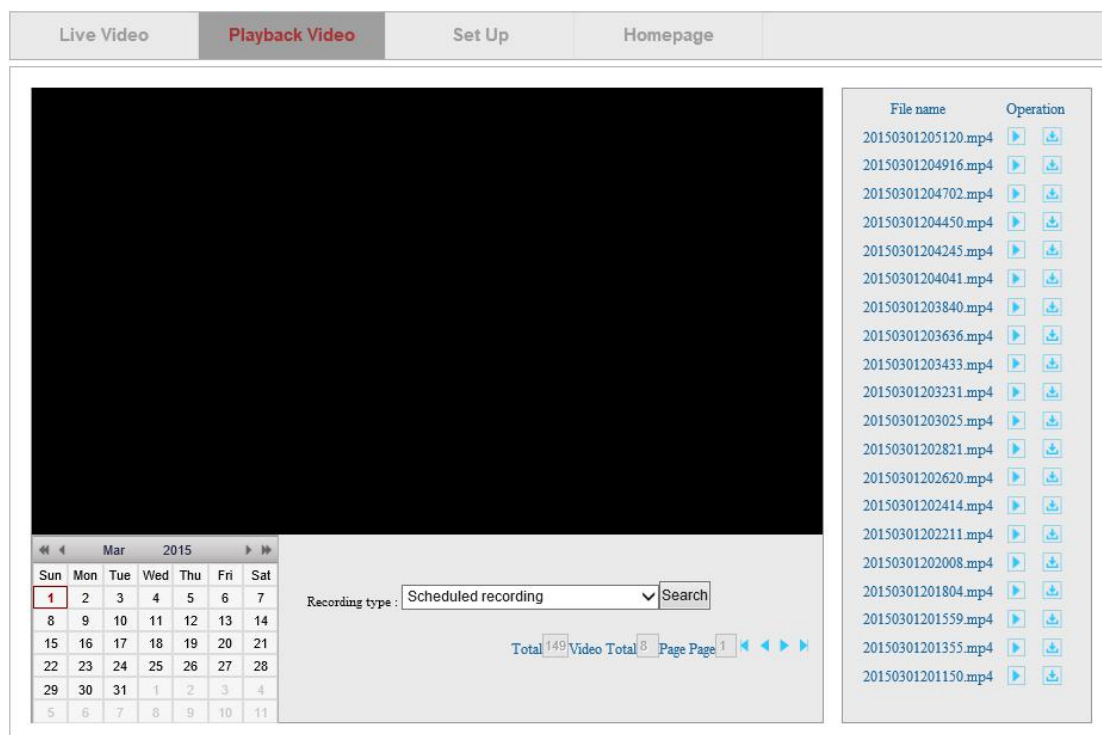 Live Video Playback Video Set Up Homepage
File name Operation
20150301205120.mp4
20150301204916.mp4
20150301204702.mp4
20150301204450.mp4
20150301204245.mp4
20150301204041.mp4
20150301203840.mp4
20150301203636.mp4
20150301203433.mp4
20150301203231.mp4
20150301203025.mp4
20150301202821.mp4
20150301202620.mp4
20150301202414.mp4
20150301202211.mp4
20150301202008.mp4
20150301201804.mp4
20150301201559.mp4
20150301201355.mp4
20150301201150.mp4
Mar 2015
Sun Mon Tue Wed Thu Fri Sat
1 2 3 4 5 6 7
8 9 10 11 12 13 14
15 16 17 18 19 20 21
22 23 24 25 26 27 28
29 30 31 1 2 3 4
5 6 7 8 9 10 11
Recording type : Scheduled recording Search
Total 149 Video Total 8 Page Page 1